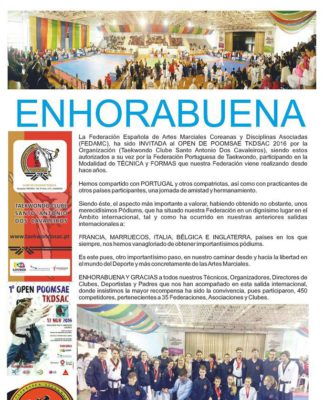 ENHORABUENA
La Federación Española de Artes Marciales Coreanas y Disciplinas Asociadas
(FEDAMC), ha sido INVITADA al OPEN DE POOMSAE TKDSAC 2016 por la
Organización (Taekwondo Clube Santo Antonio Dos Cavaleiros), siendo estos
autorizados a su vez por la Federación Portuguesa de Taekwondo, participando en la
Modalidad de TÉCNICA y FORMAS que nuestra Federación viene realizando desde
hace años.
Hemos compartido con PORTUGAL y otros compatriotas, así como con practicantes de
otros países participantes, una jornada de amistad y hermanamiento.
Siendo éste, el aspecto más importante a valorar, habiendo obtenido no obstante, unos
merecidísimos Pódiums, que ha situado nuestra Federación en un dignísimo lugar en el
Ámbito internacional, tal y como ha ocurrido en nuestras anteriores salidas
internacionales a:
FRANCIA, MARRUECOS, ITALIA, BÉLGICA E INGLATERRA, países en los que
siempre, nos hemos vanagloriado de obtener importantísimos pódiums.
Es este pues, otro importantísimo paso, en nuestro caminar desde y hacia la libertad en
el mundo del Deporte y más concretamente de las Artes Marciales.
ENHORABUENA Y GRACIAS a todos nuestros Técnicos, Organizadores, Directores de
Clubes, Deportistas y Padres que nos han acompañado en esta salida internacional,
donde insistimos la mayor recompensa ha sido la convivencia, pues participaron, 450
competidores, pertenecientes a 35 Federaciones, Asociaciones y Clubes.
TAEKWONDO CLUBE
SANTO ANTÓNIO
DOS CAVALEIROS
www.taekwondosac.pt
1º OPEN POOMSAE
TKDSAC
13 NOV 2016